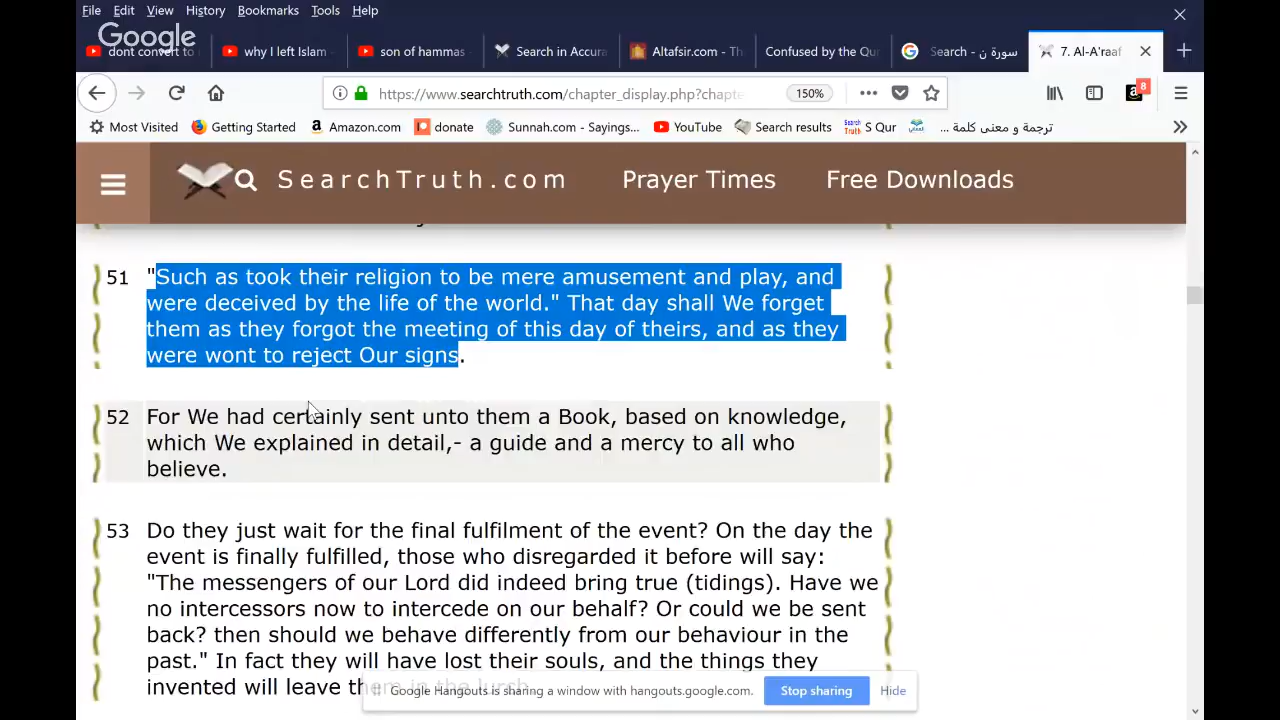 File Edit View History Bookmarks Tools Help
Google
dont convert to
why I left Islam
son of hammas
Search in Accura
Altafsir.com - Th
Confused by the Qu
سورة ن - Search
7. Al-A'raaf
https://www.searchtruth.com/chapter_display.php?chapte
150%
8
Most Visited Getting Started Amazon.com donate Sunnah.com - Sayings... YouTube Search results S Qur ترجمة و معنى كلمة ...
SearchTruth.com Prayer Times Free Downloads
51 "Such as took their religion to be mere amusement and play, and
were deceived by the life of the world." That day shall We forget
them as they forgot the meeting of this day of theirs, and as they
were wont to reject Our signs.
52 For We had certainly sent unto them a Book, based on knowledge,
which We explained in detail,- a guide and a mercy to all who
believe.
53 Do they just wait for the final fulfilment of the event? On the day the
event is finally fulfilled, those who disregarded it before will say:
"The messengers of our Lord did indeed bring true (tidings). Have we
no intercessors now to intercede on our behalf? Or could we be sent
back? then should we behave differently from our behaviour in the
past." In fact they will have lost their souls, and the things they
invented will leave them in the lurch.
Google Hangouts is sharing a window with hangouts.google.com. Stop sharing Hide